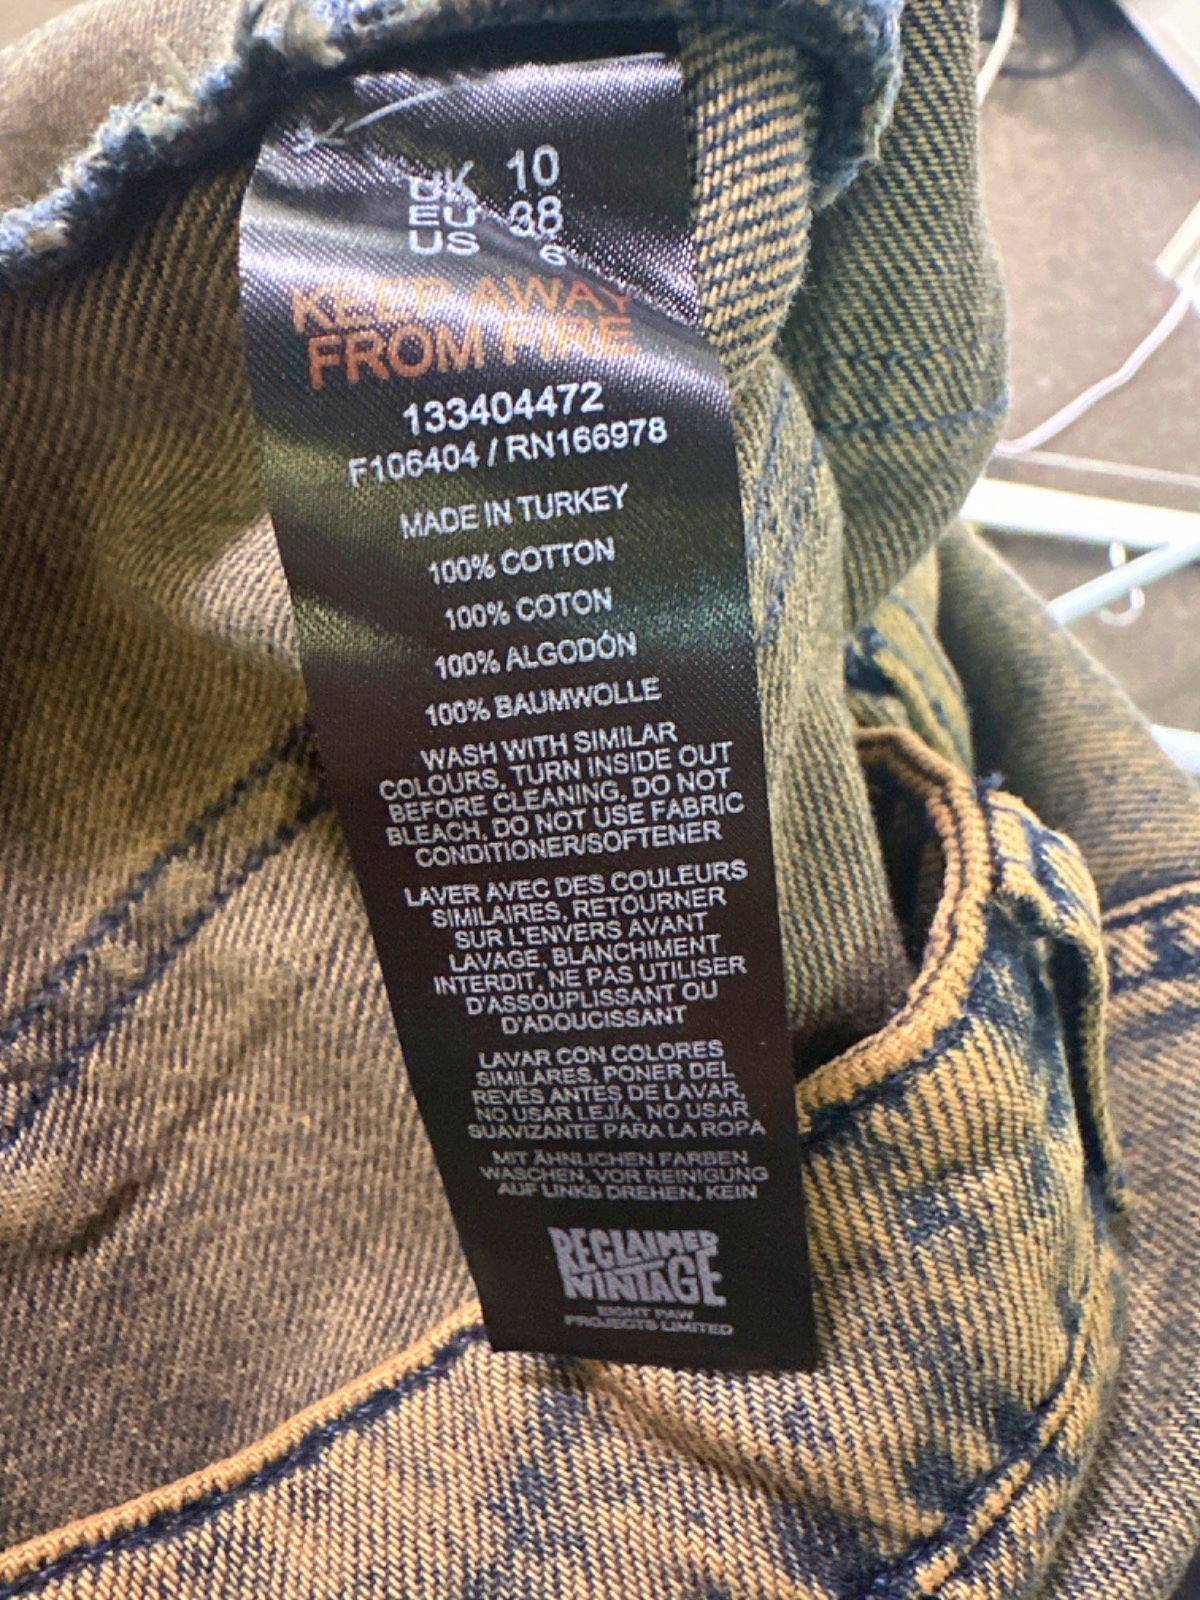 UK 10
EU 38
US 6
KEEP AWAY
FROM FIRE
133404472
F106404 / RN166978
MADE IN TURKEY
100% COTTON
100% COTON
100% ALGODÓN
100% BAUMWOLLE
WASH WITH SIMILAR
COLOURS, TURN INSIDE OUT
BEFORE CLEANING, DO NOT
BLEACH, DO NOT USE FABRIC
CONDITIONER/SOFTENER
LAVER AVEC DES COULEURS
SIMILAIRES, RETOURNER
SUR L'ENVERS AVANT
LAVAGE, BLANCHIMENT
INTERDIT, NE PAS UTILISER
D'ASSOUPLISSANT OU
D'ADOUCISSANT
LAVAR CON COLORES
SIMILARES, PONER DEL
REVES ANTES DE LAVAR,
NO USAR LEJÍA, NO USAR
SUAVIZANTE PARA LA ROPA
MIT ÄHNLICHEN FARBEN
WASCHEN, VOR REINIGUNG
AUF LINKS DREHEN, KEIN
RECLAIMED
VINTAGE
EIGHT PAW
PROJECTS LIMITED